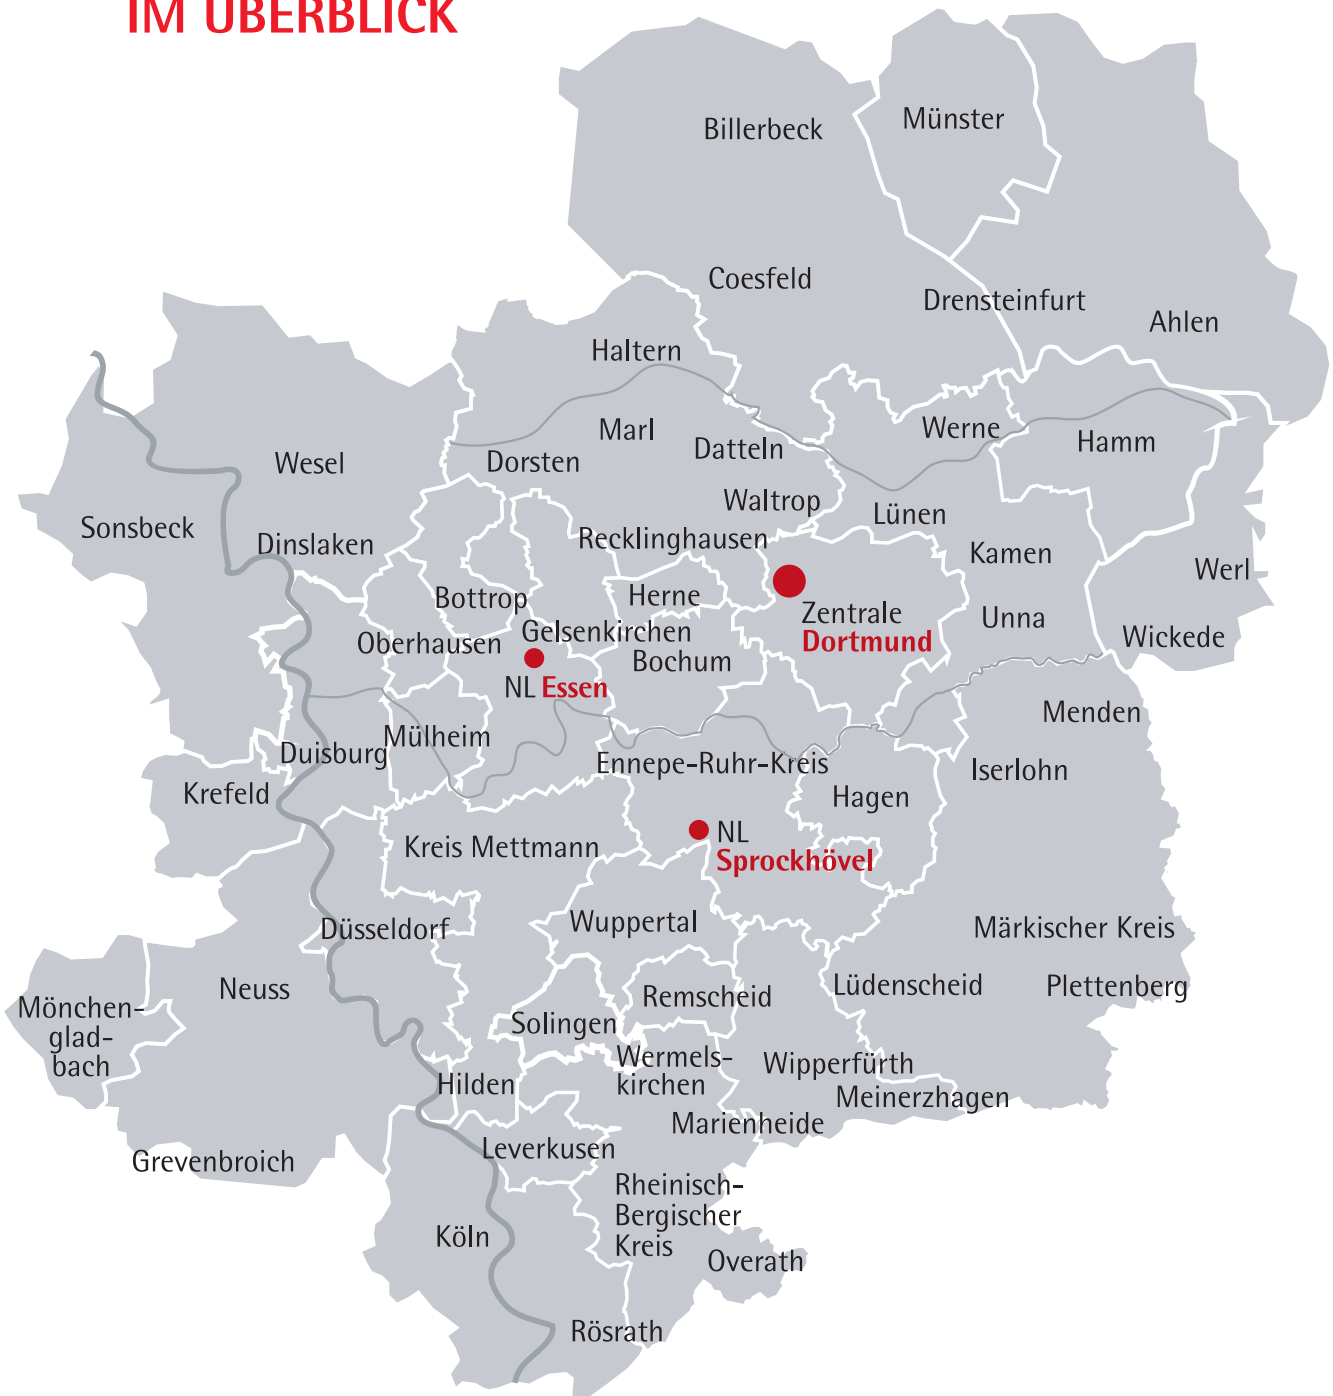 IM ÜBERBLICK
Billerbeck
Münster
Coesfeld
Drensteinfurt
Ahlen
Haltern
Marl
Datteln
Werne
Hamm
Dorsten
Wesel
Waltrop
Lünen
Sonsbeck
Dinslaken
Recklinghausen
Kamen
Werl
Bottrop
Herne
Zentrale
Dortmund
Unna
Wickede
Oberhausen
Gelsenkirchen
Bochum
NL Essen
Menden
Duisburg
Mülheim
Ennepe-Ruhr-Kreis
Iserlohn
Krefeld
Hagen
NL
Sprockhövel
Kreis Mettmann
Düsseldorf
Wuppertal
Märkischer Kreis
Neuss
Remscheid
Lüdenscheid
Plettenberg
Mönchen-
glad-
bach
Solingen
Wermels-
kirchen
Wipperfürth
Hilden
Meinerzhagen
Marienheide
Leverkusen
Grevenbroich
Rheinisch-
Bergischer
Kreis
Köln
Overath
Rösrath